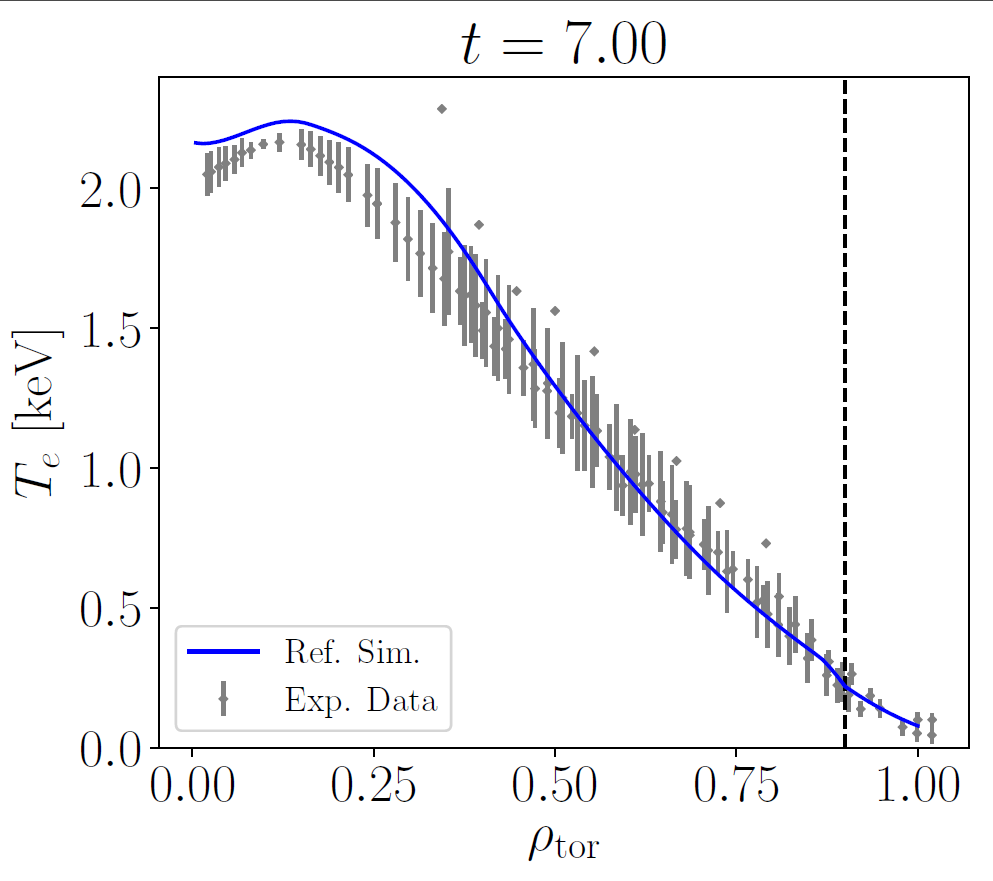 t = 7.00
T_e [keV]
2.0
1.5
1.0
0.5
0.0
Ref. Sim.
Exp. Data
0.00 0.25 0.50 0.75 1.00
ρ_tor